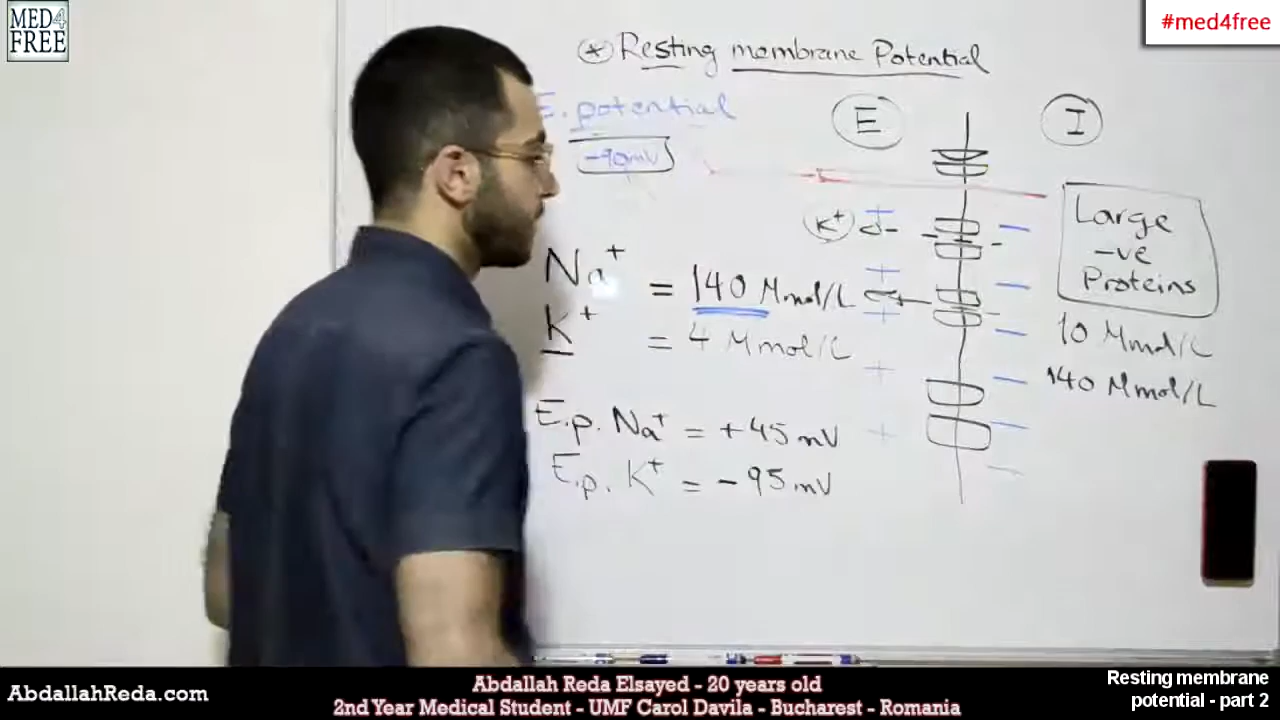 MED4
FREE
#med4free
* Resting membrane Potential
E. potential
-90mV
E
I
K+
Large
-ve
Proteins
Na+ = 140 Mmol/L
10 Mmol/L
K+ = 4 Mmol/L
140 Mmol/L
E.p. Na+ = +45 mV
E.p. K+ = -95 mV
AbdallahReda.com
Abdallah Reda Elsayed - 20 years old
2nd Year Medical Student - UMF Carol Davila - Bucharest - Romania
Resting membrane
potential - part 2